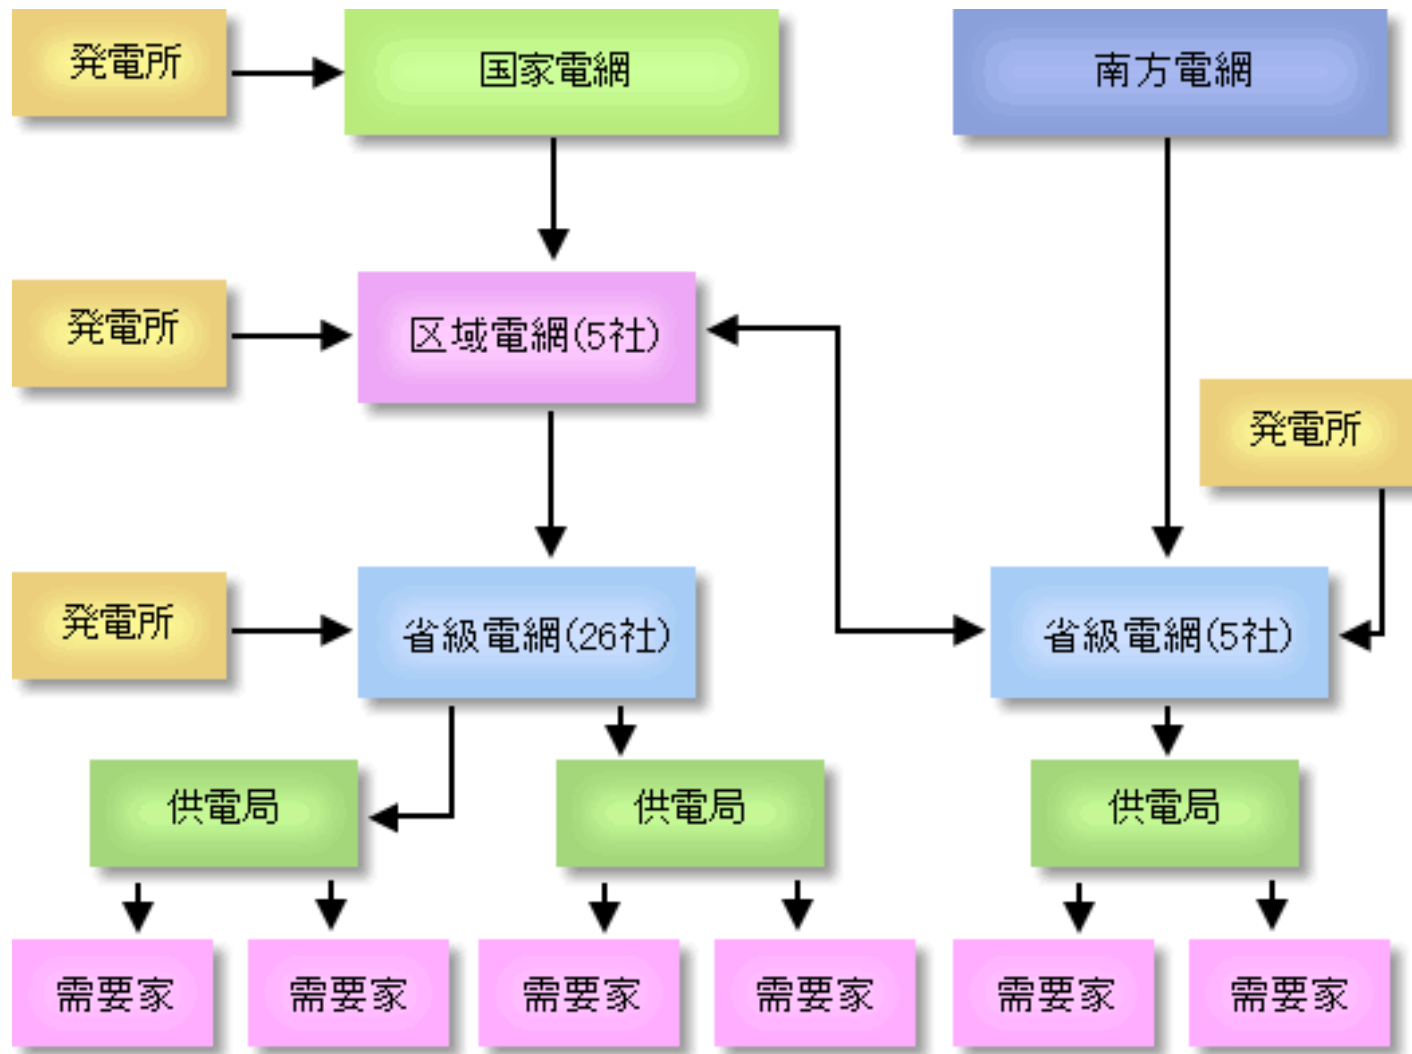 発電所
国家電網
南方電網
発電所
区域電網(5社)
発電所
発電所
省級電網(26社)
省級電網(5社)
供電局
供電局
供電局
需要家
需要家
需要家
需要家
需要家
需要家